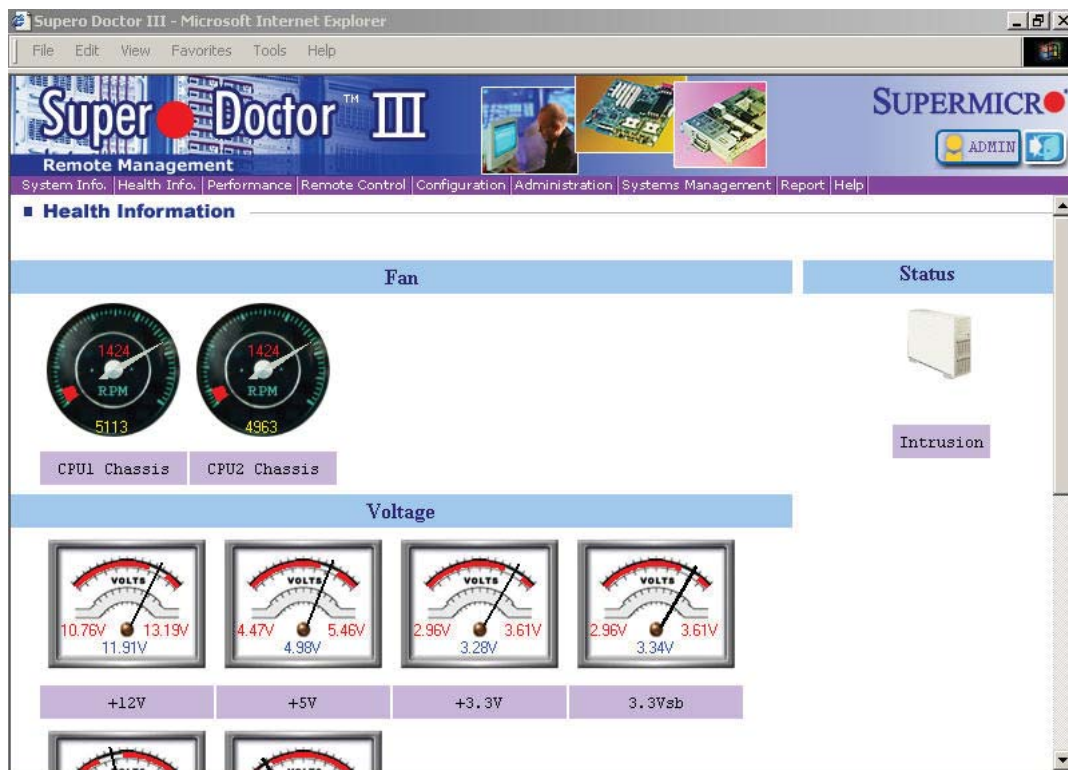 Supero Doctor III - Microsoft Internet Explorer
File Edit View Favorites Tools Help
Super Doctor™ III
Remote Management
SUPERMICR
ADMIN
System Info. Health Info. Performance Remote Control Configuration Administration Systems Management Report Help
Health Information
Fan
Status
1424
RPM
5113
1424
RPM
4963
CPU1 Chassis
CPU2 Chassis
Intrusion
Voltage
VOLTS
10.76V 13.19V
11.91V
VOLTS
4.47V 5.46V
4.98V
VOLTS
2.96V 3.61V
3.28V
VOLTS
2.96V 3.61V
3.34V
+12V
+5V
+3.3V
3.3Vsb